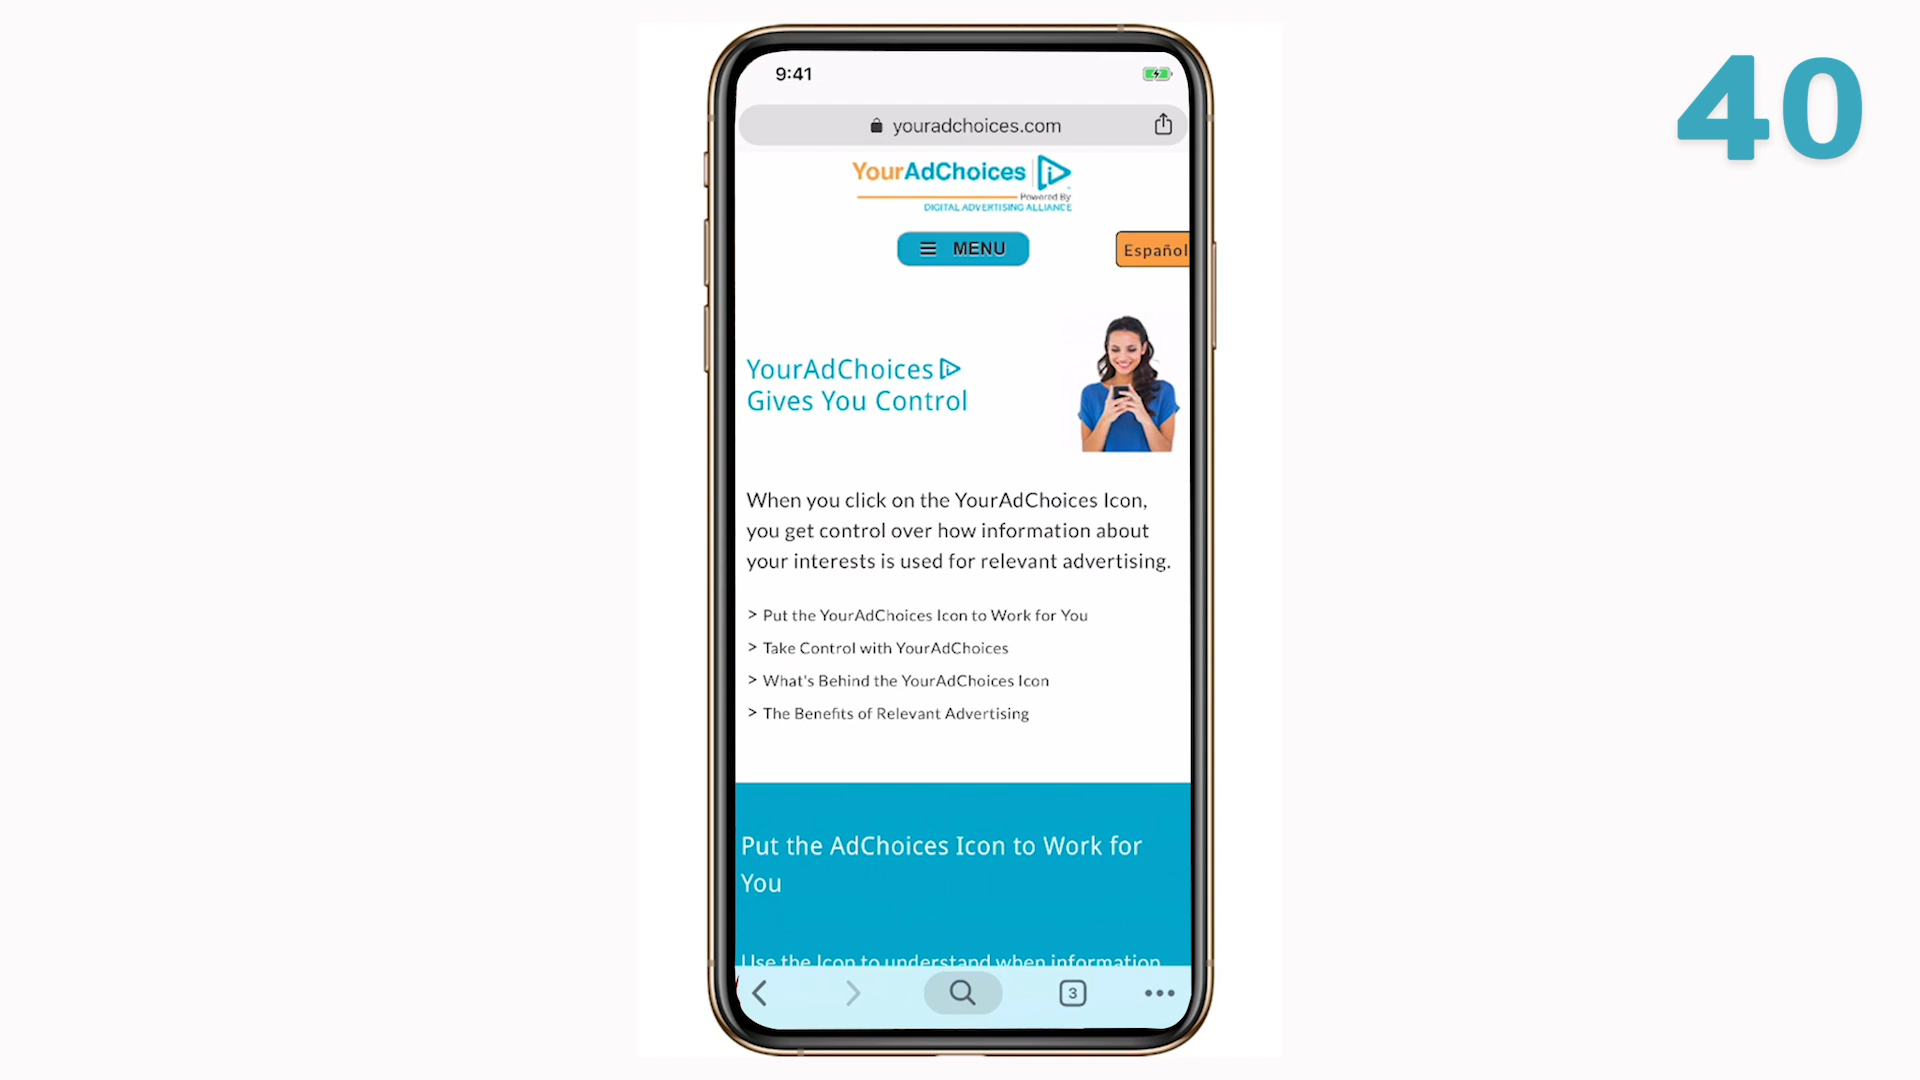 40
9:41
youradchoices.com
YourAdChoices
Powered By
DIGITAL ADVERTISING ALLIANCE
MENU
Español
YourAdChoices
Gives You Control
When you click on the YourAdChoices Icon,
you get control over how information about
your interests is used for relevant advertising.
> Put the YourAdChoices Icon to Work for You
> Take Control with YourAdChoices
> What's Behind the YourAdChoices Icon
> The Benefits of Relevant Advertising
Put the AdChoices Icon to Work for
You
Use the Icon to understand when information
3